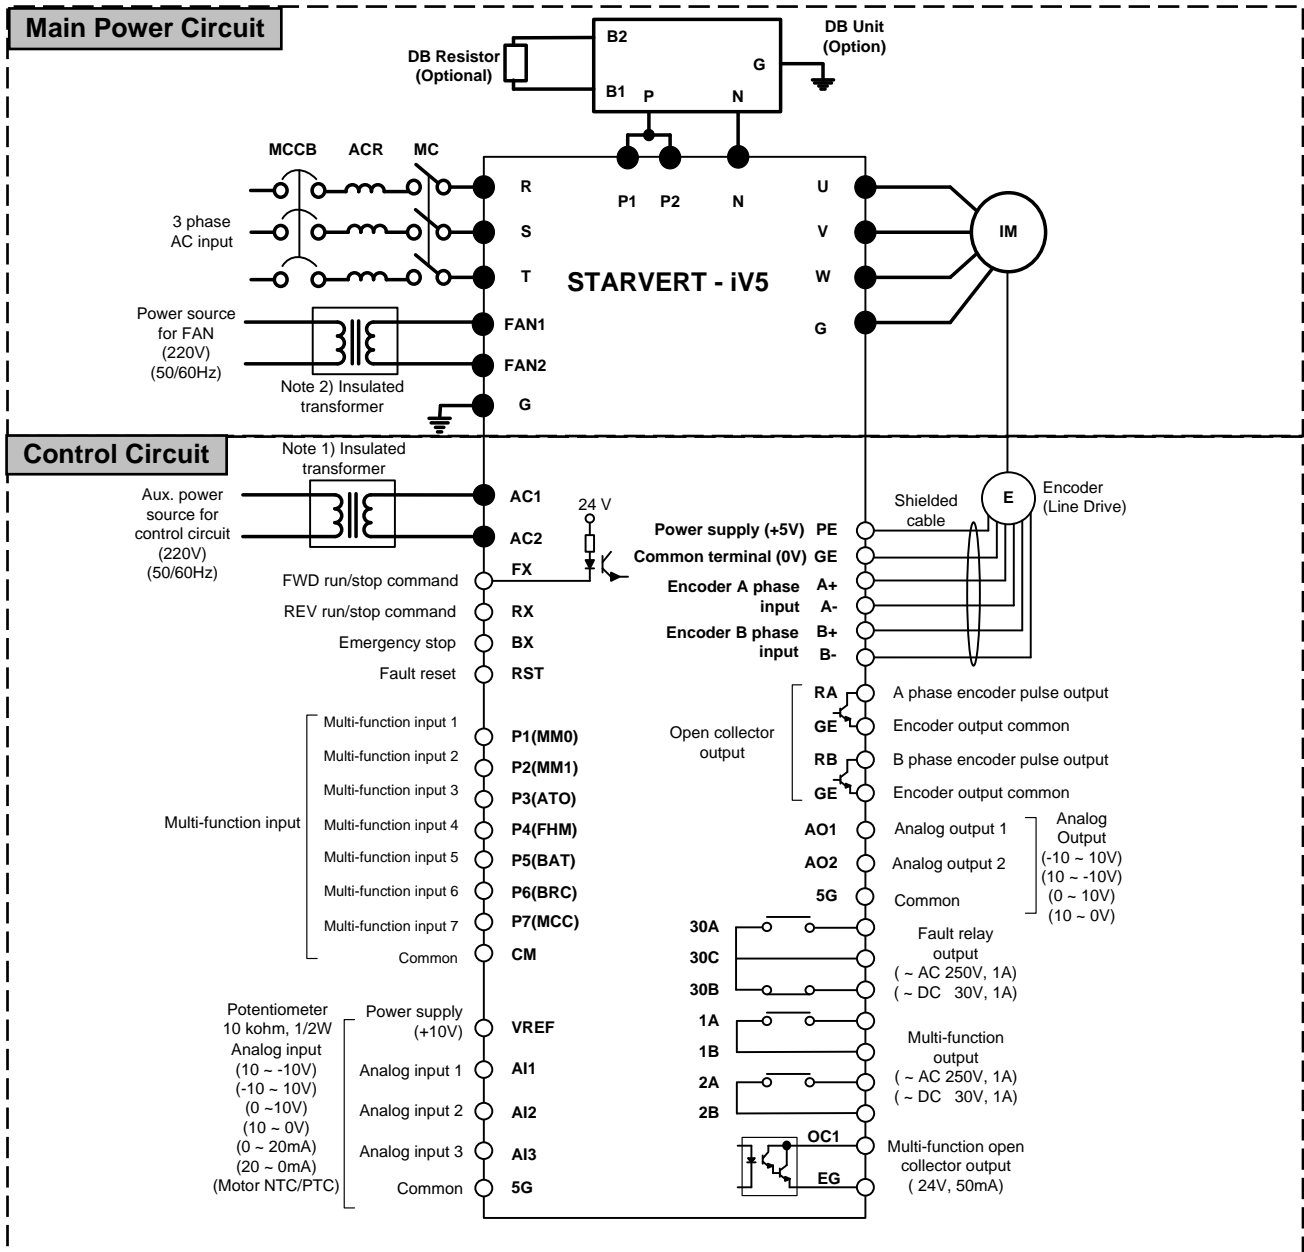 Main Power Circuit
DB Resistor
(Optional)
B2
B1
P
N
G
DB Unit
(Option)
MCCB
ACR
MC
3 phase
AC input
R
S
T
P1
P2
N
STARVERT - iV5
U
V
W
G
IM
Power source
for FAN
(220V)
(50/60Hz)
Note 2) Insulated
transformer
FAN1
FAN2
G
Control Circuit
Note 1) Insulated
transformer
Aux. power
source for
control circuit
(220V)
(50/60Hz)
AC1
AC2
24 V
FWD run/stop command
FX
REV run/stop command
RX
Emergency stop
BX
Fault reset
RST
Multi-function input
Multi-function input 1
P1(MM0)
Multi-function input 2
P2(MM1)
Multi-function input 3
P3(ATO)
Multi-function input 4
P4(FHM)
Multi-function input 5
P5(BAT)
Multi-function input 6
P6(BRC)
Multi-function input 7
P7(MCC)
Common
CM
Potentiometer
10 kohm, 1/2W
Analog input
(10 ~ -10V)
(-10 ~ 10V)
(0 ~10V)
(10 ~ 0V)
(0 ~ 20mA)
(20 ~ 0mA)
(Motor NTC/PTC)
Power supply
(+10V)
VREF
Analog input 1
AI1
Analog input 2
AI2
Analog input 3
AI3
Common
5G
Shielded
cable
E
Encoder
(Line Drive)
Power supply (+5V) PE
Common terminal (0V) GE
Encoder A phase
input
A+
A-
Encoder B phase
input
B+
B-
Open collector
output
RA
A phase encoder pulse output
GE
Encoder output common
RB
B phase encoder pulse output
GE
Encoder output common
AO1
Analog output 1
AO2
Analog output 2
5G
Common
Analog
Output
(-10 ~ 10V)
(10 ~ -10V)
(0 ~ 10V)
(10 ~ 0V)
30A
30C
30B
Fault relay
output
( ~ AC 250V, 1A)
( ~ DC 30V, 1A)
1A
1B
2A
2B
Multi-function
output
( ~ AC 250V, 1A)
( ~ DC 30V, 1A)
OC1
EG
Multi-function open
collector output
( 24V, 50mA)